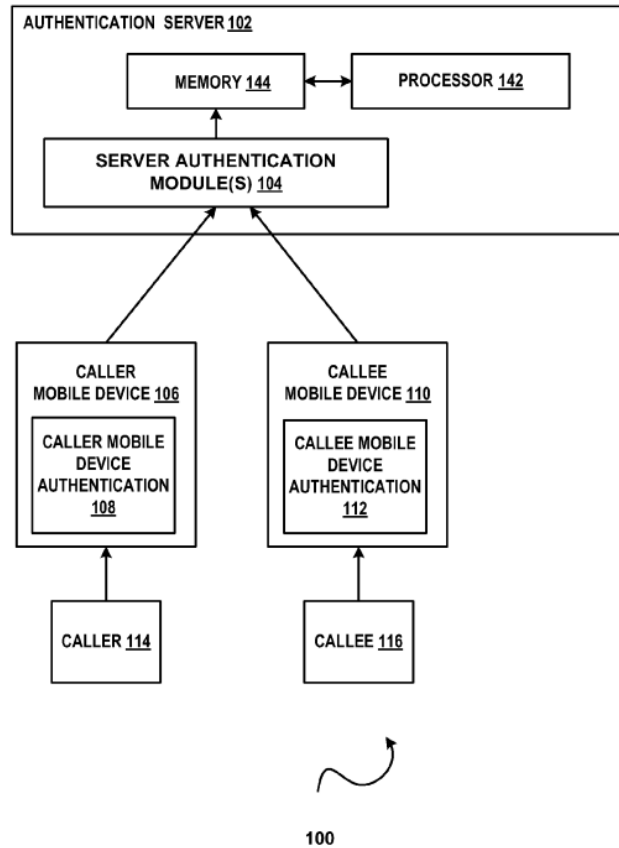 AUTHENTICATION SERVER 102
MEMORY 144
PROCESSOR 142
SERVER AUTHENTICATION
MODULE(S) 104
CALLER
MOBILE DEVICE 106
CALLER MOBILE
DEVICE
AUTHENTICATION
108
CALLEE
MOBILE DEVICE 110
CALLEE MOBILE
DEVICE
AUTHENTICATION
112
CALLER 114
CALLEE 116
100